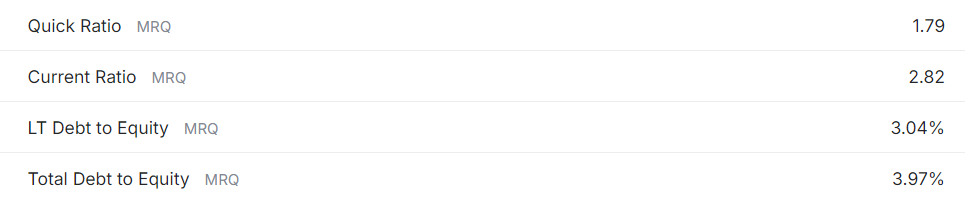 Quick Ratio MRQ 1.79
Current Ratio MRQ 2.82
LT Debt to Equity MRQ 3.04%
Total Debt to Equity MRQ 3.97%